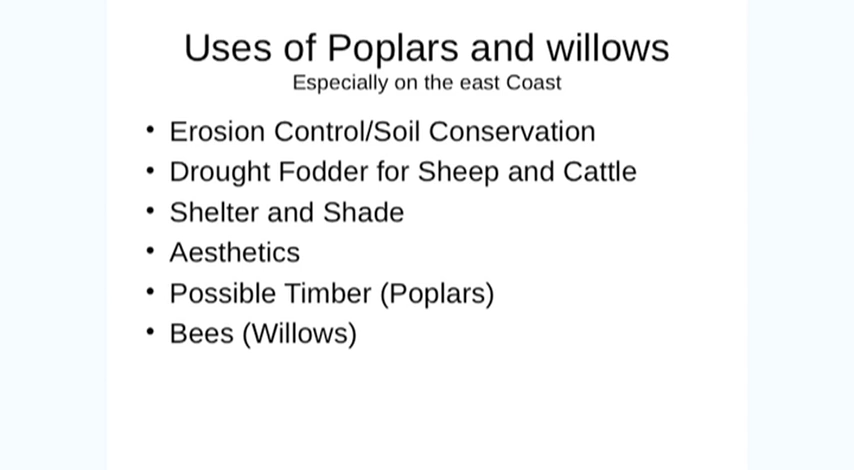 Uses of Poplars and willows
Especially on the east Coast
• Erosion Control/Soil Conservation
• Drought Fodder for Sheep and Cattle
• Shelter and Shade
• Aesthetics
• Possible Timber (Poplars)
• Bees (Willows)